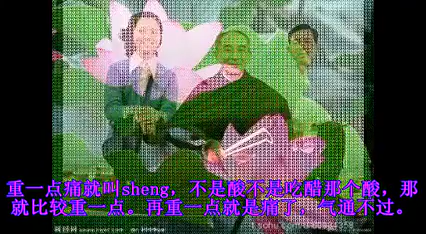 重一点痛就叫sheng，不是酸不是吃醋那个酸，那
就比较重一点。再重一点就是痛了，气通不过。